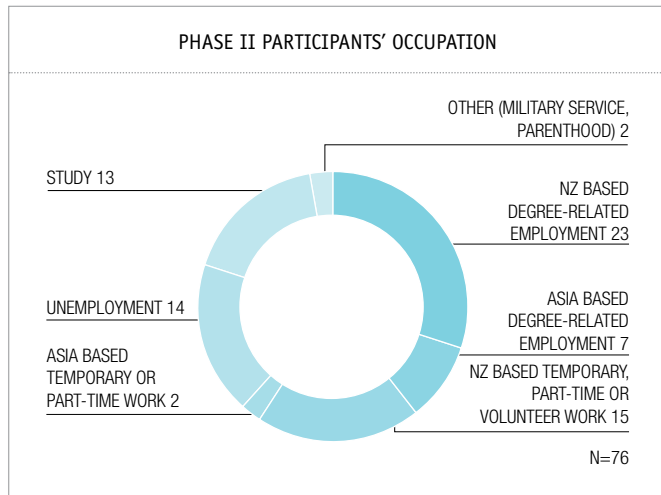 PHASE II PARTICIPANTS' OCCUPATION
OTHER (MILITARY SERVICE,
PARENTHOOD) 2
STUDY 13
NZ BASED
DEGREE-RELATED
EMPLOYMENT 23
UNEMPLOYMENT 14
ASIA BASED
DEGREE-RELATED
EMPLOYMENT 7
ASIA BASED
TEMPORARY OR
PART-TIME WORK 2
NZ BASED TEMPORARY,
PART-TIME OR
VOLUNTEER WORK 15
N=76